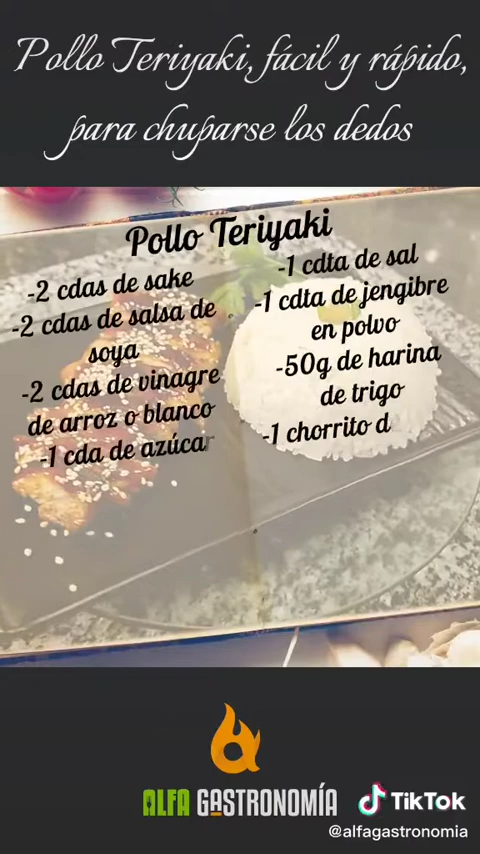 Pollo Teriyaki, fácil y rápido,
para chuparse los dedos
Pollo Teriyaki
-2 cdas de sake
-2 cdas de salsa de
soya
-2 cdas de vinagre
de arroz o blanco
-1 cda de azúcar
-1 cdta de sal
-1 cdta de jengibre
en polvo
-50g de harina
de trigo
-1 chorrito d
ALFA GASTRONOMÍA
TikTok
@alfagastronomia